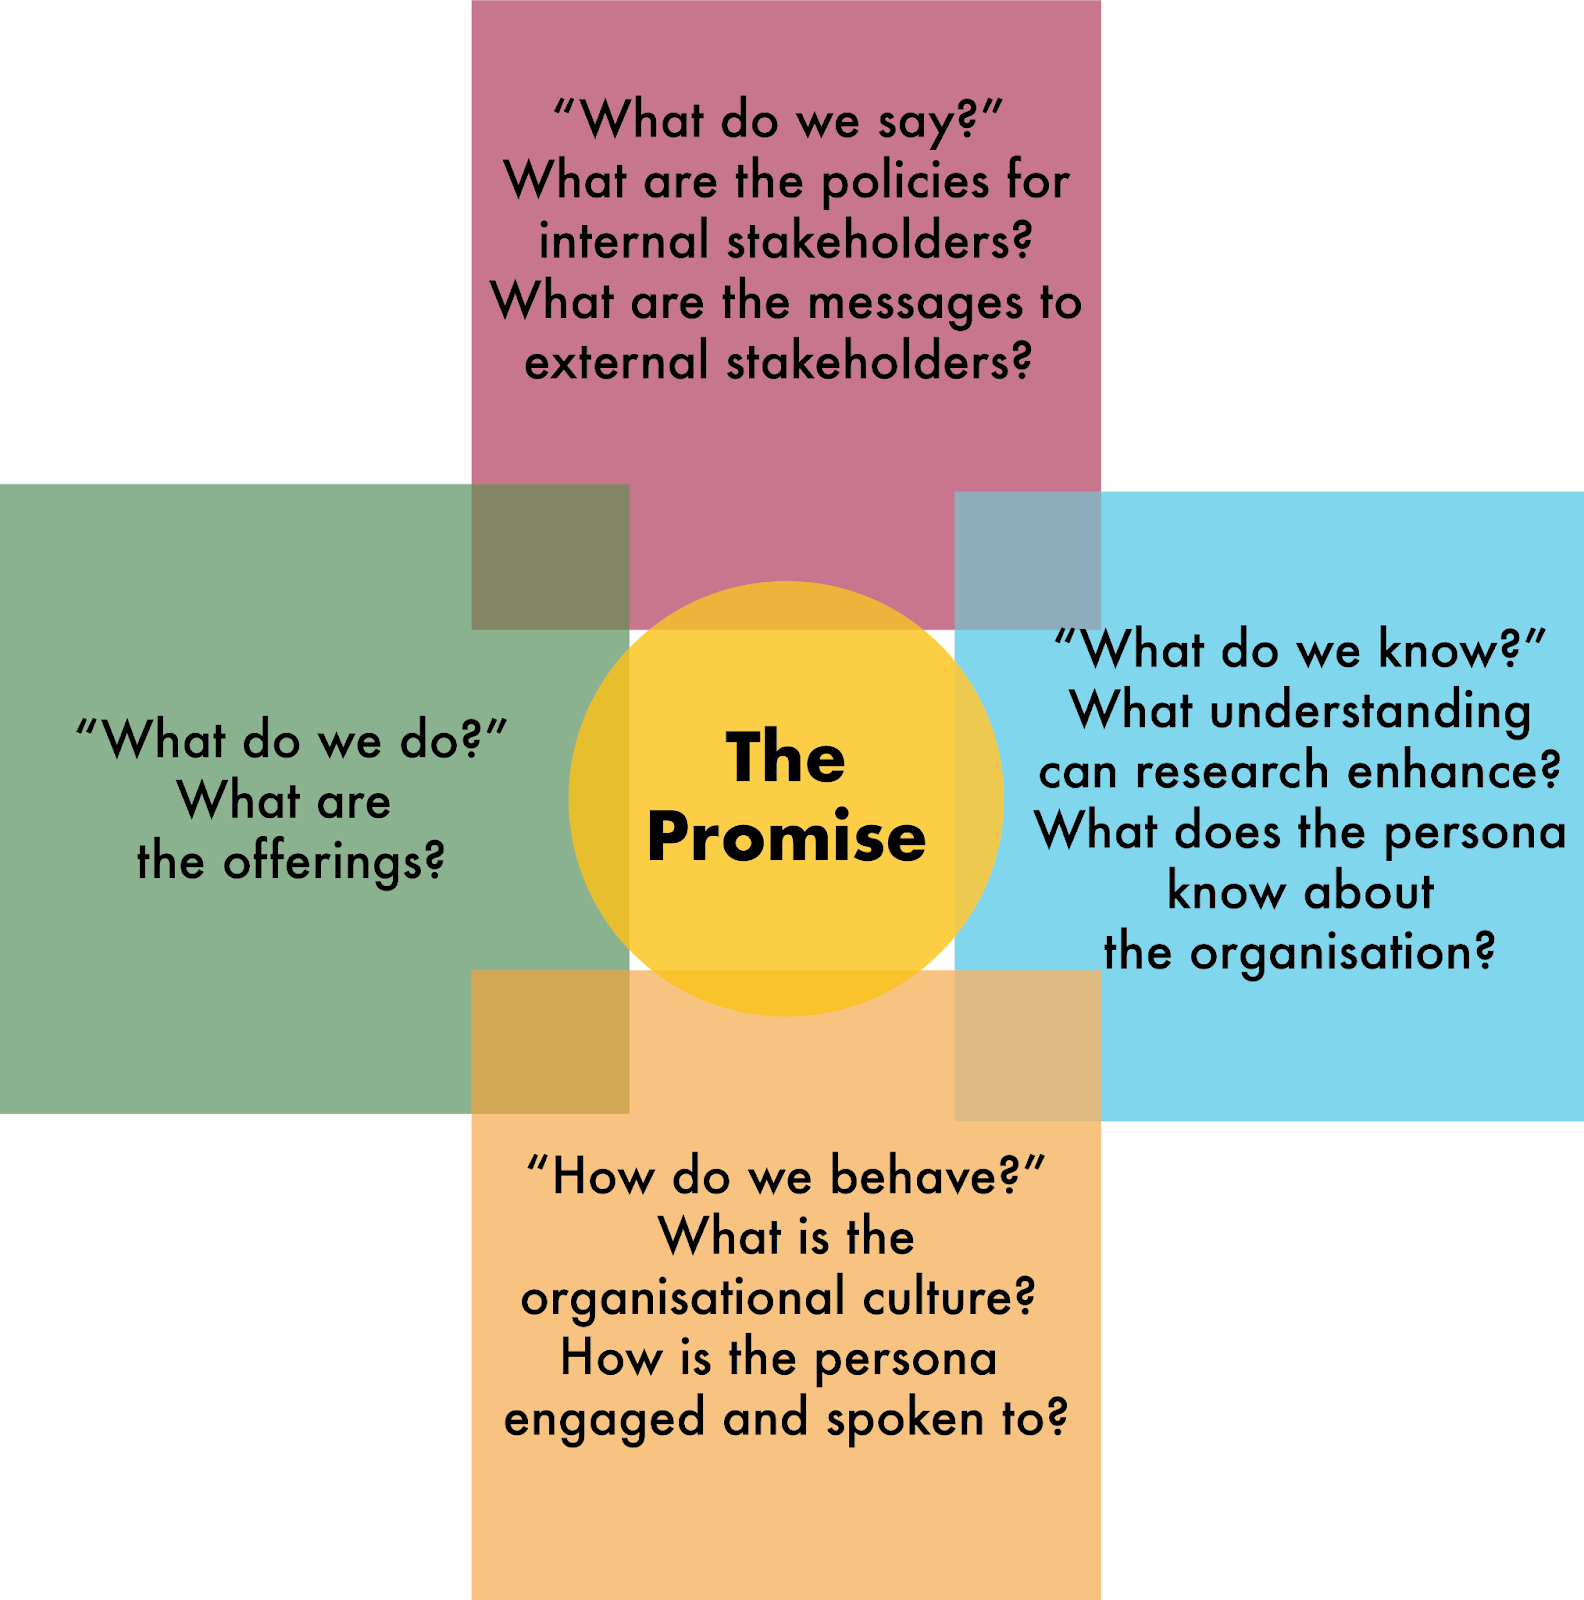 “What do we say?”
What are the policies for
internal stakeholders?
What are the messages to
external stakeholders?
“What do we do?”
What are
the offerings?
The
Promise
“What do we know?”
What understanding
can research enhance?
What does the persona
know about
the organisation?
“How do we behave?”
What is the
organisational culture?
How is the persona
engaged and spoken to?